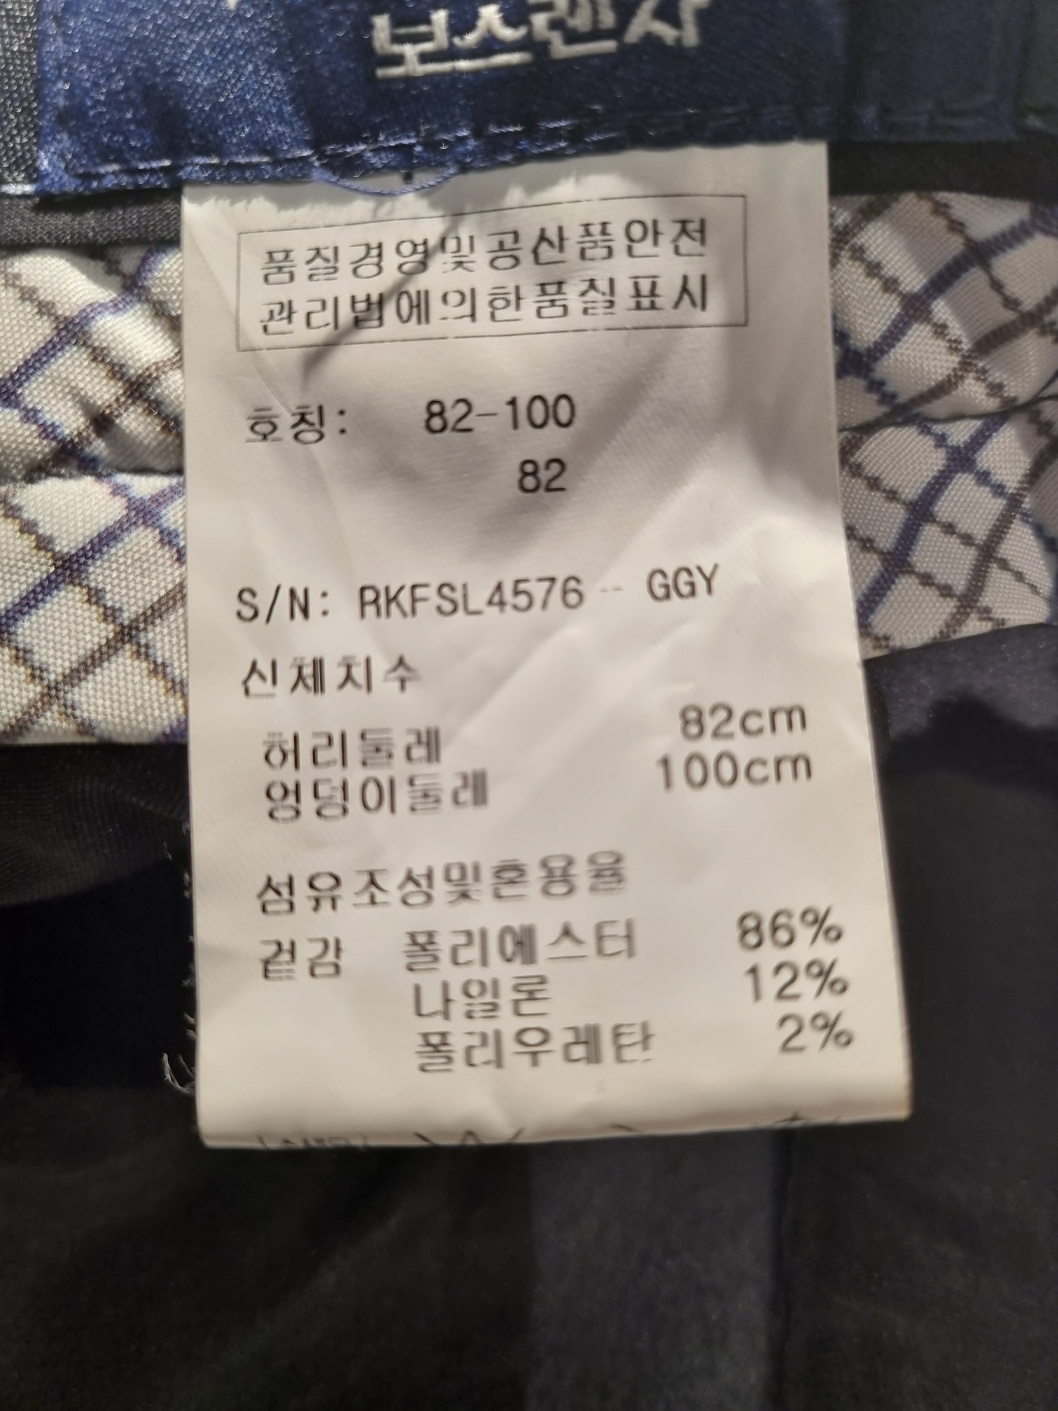 보스렌자
품질경영및공산품안전
관리법에의한품질표시
호칭: 82-100
82
S/N: RKFSL4576 -- GGY
신체치수
허리둘레 82cm
엉덩이둘레 100cm
섬유조성및혼용율
겉감 폴리에스터 86%
나일론 12%
폴리우레탄 2%